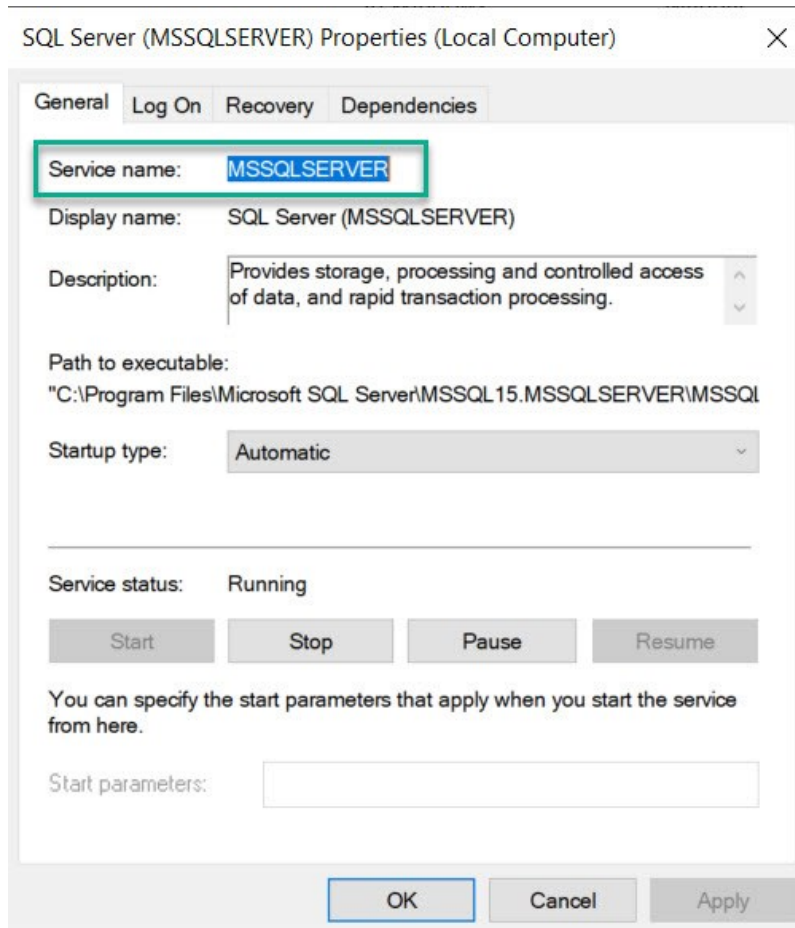 SQL Server (MSSQLSERVER) Properties (Local Computer)
General Log On Recovery Dependencies
Service name: MSSQLSERVER
Display name: SQL Server (MSSQLSERVER)
Description: Provides storage, processing and controlled access
of data, and rapid transaction processing.
Path to executable:
"C:\Program Files\Microsoft SQL Server\MSSQL15.MSSQLSERVER\MSSQL
Startup type: Automatic
Service status: Running
Start Stop Pause Resume
You can specify the start parameters that apply when you start the service
from here.
Start parameters:
OK Cancel Apply